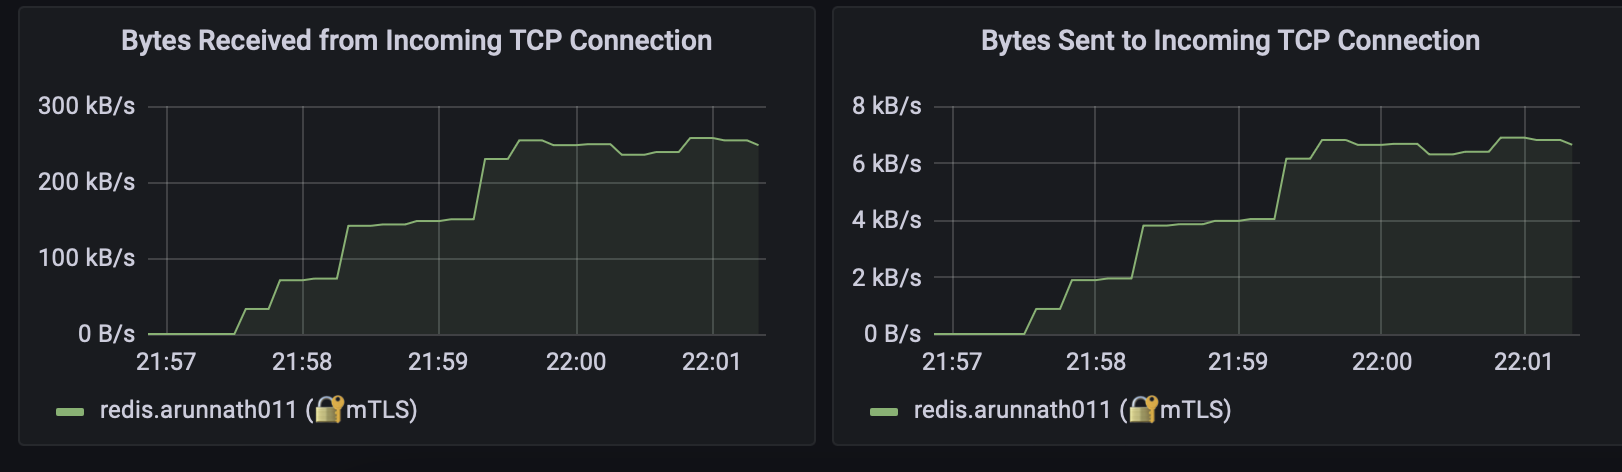 Bytes Received from Incoming TCP Connection
300 kB/s
200 kB/s
100 kB/s
0 B/s
21:57 21:58 21:59 22:00 22:01
redis.arunnath011 (🔐mTLS)
Bytes Sent to Incoming TCP Connection
8 kB/s
6 kB/s
4 kB/s
2 kB/s
0 B/s
21:57 21:58 21:59 22:00 22:01
redis.arunnath011 (🔐mTLS)